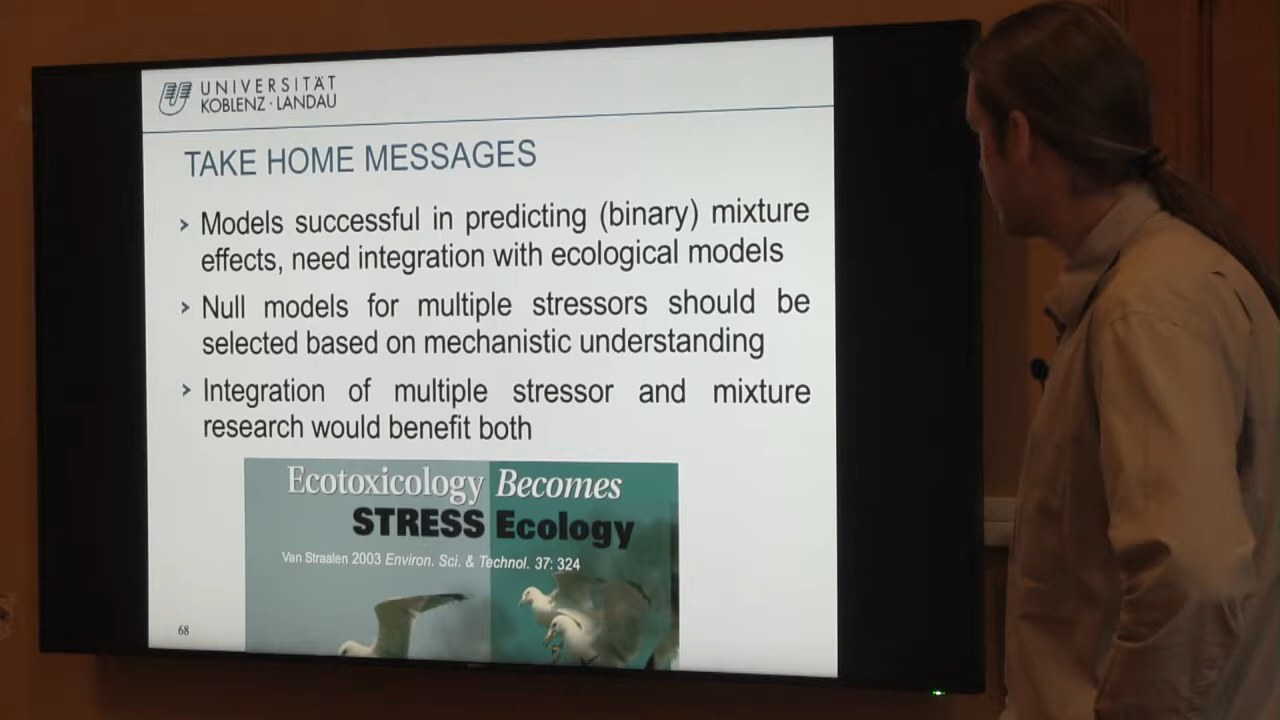 UNIVERSITÄT
KOBLENZ · LANDAU
TAKE HOME MESSAGES
› Models successful in predicting (binary) mixture
effects, need integration with ecological models
› Null models for multiple stressors should be
selected based on mechanistic understanding
› Integration of multiple stressor and mixture
research would benefit both
Ecotoxicology Becomes
STRESS Ecology
Van Straalen 2003 Environ. Sci. & Technol. 37: 324
68